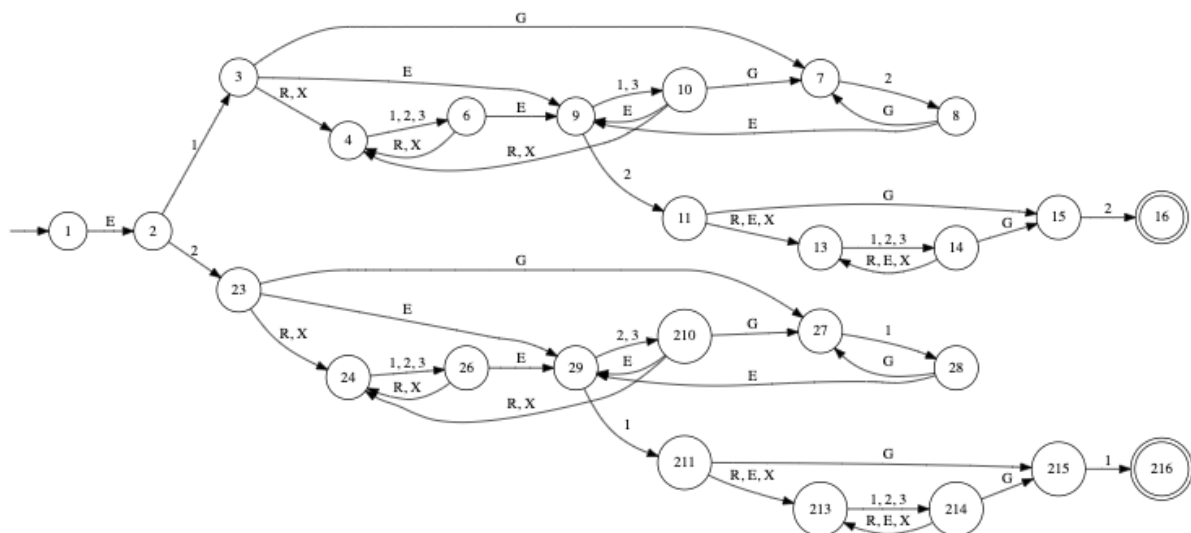 G
3
E
7
2
8
R, X
1, 3
10
G
1, 2, 3
6
E
9
E
G
4
R, X
E
R, X
1
2
1
E
2
11
G
15
2
16
R, E, X
13
1, 2, 3
14
G
R, E, X
2
G
23
E
27
1
28
R, X
2, 3
210
G
1, 2, 3
26
E
29
E
G
24
R, X
E
R, X
1
211
G
215
1
216
R, E, X
213
1, 2, 3
214
G
R, E, X